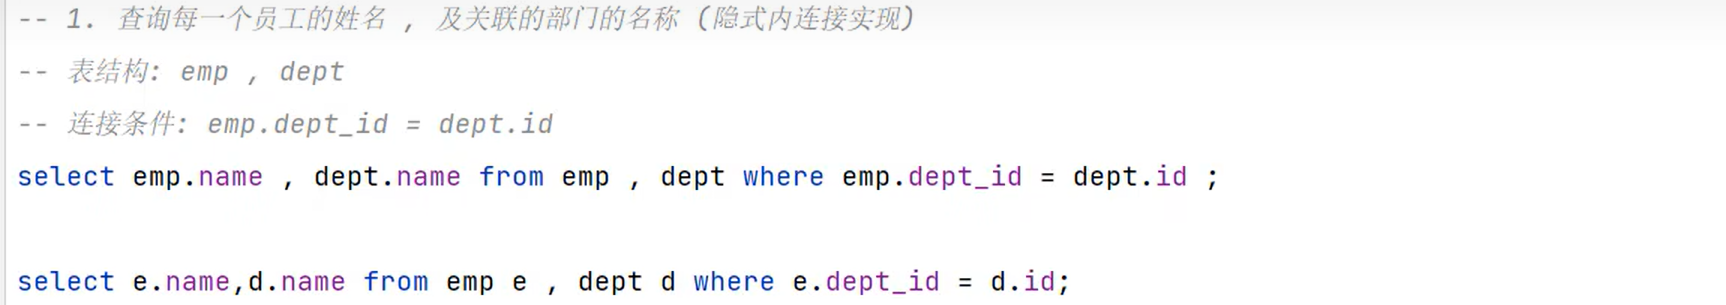 -- 1. 查询每一个员工的姓名 , 及关联的部门的名称 (隐式内连接实现)
-- 表结构: emp , dept
-- 连接条件: emp.dept_id = dept.id
select emp.name , dept.name from emp , dept where emp.dept_id = dept.id ;
select e.name,d.name from emp e , dept d where e.dept_id = d.id;